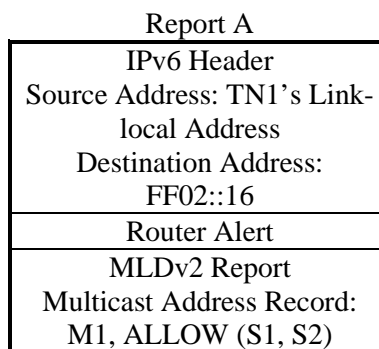 Report A
IPv6 Header
Source Address: TN1's Link-
local Address
Destination Address:
FF02::16
Router Alert
MLDv2 Report
Multicast Address Record:
M1, ALLOW (S1, S2)